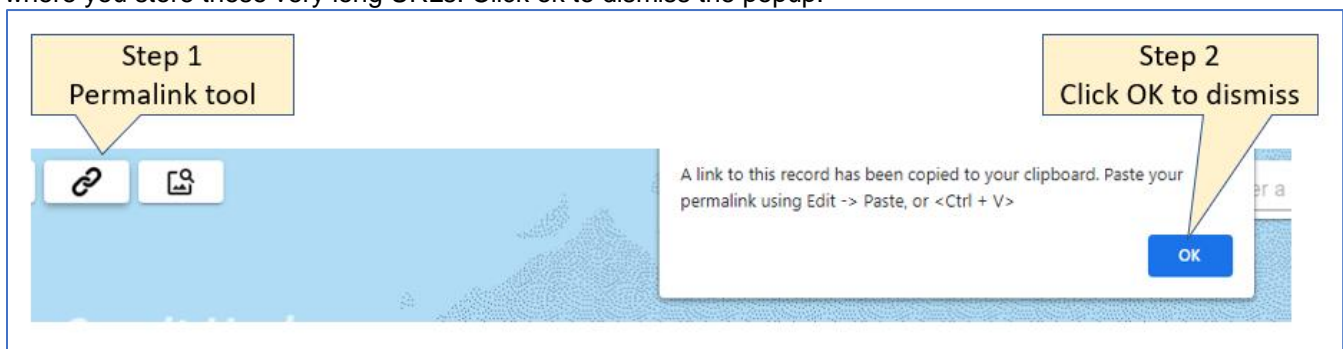 where you store these very long URLs. Click ok to dismiss the popup.
Step 1
Permalink tool
Step 2
Click OK to dismiss
A link to this record has been copied to your clipboard. Paste your
permalink using Edit -> Paste, or <Ctrl + V>
er a
OK